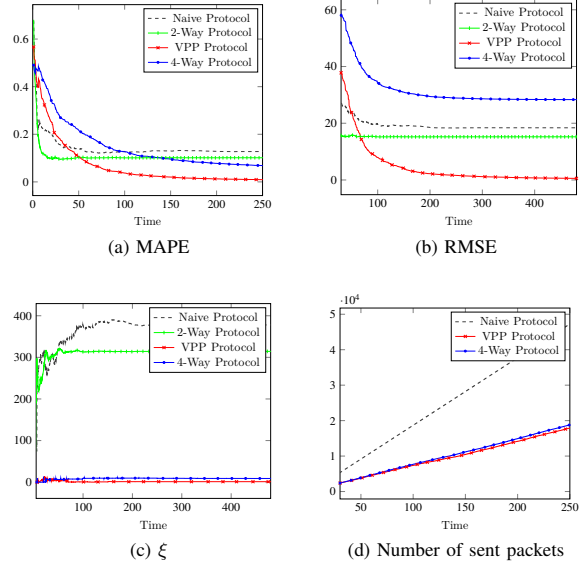 Naive Protocol
2-Way Protocol
VPP Protocol
4-Way Protocol
0.6
0.4
0.2
0
0 50 100 150 200 250
Time
(a) MAPE
Naive Protocol
2-Way Protocol
VPP Protocol
4-Way Protocol
60
40
20
0
100 200 300 400
Time
(b) RMSE
Naive Protocol
2-Way Protocol
VPP Protocol
4-Way Protocol
400
300
200
100
0
100 200 300 400
Time
(c) ξ
·10⁴
Naive Protocol
VPP Protocol
4-Way Protocol
5
4
3
2
1
0
50 100 150 200 250
Time
(d) Number of sent packets